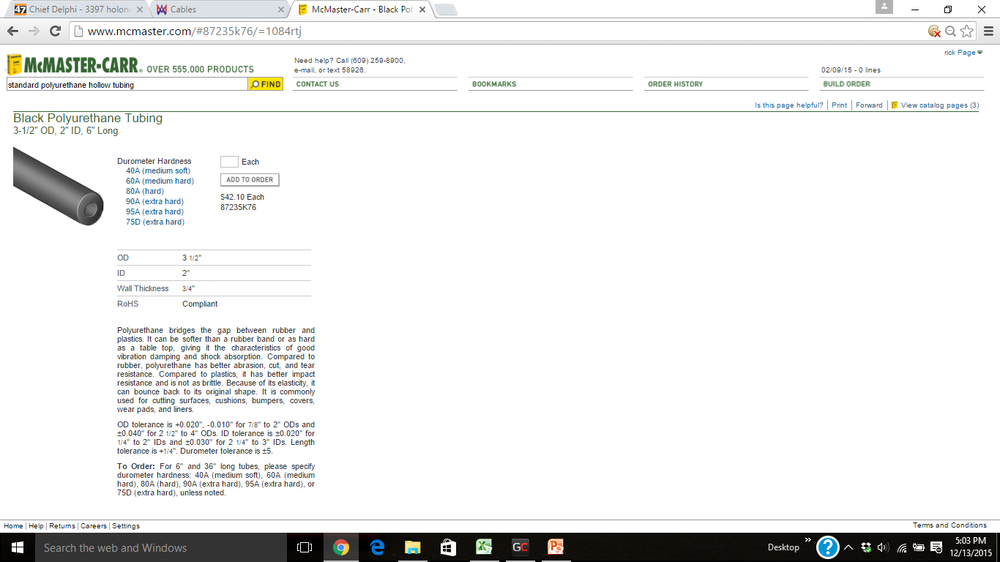 47 Chief Delphi - 3397 holon
Cables
McMaster-Carr - Black Pol
www.mcmaster.com/#87235k76/=1084rtj
rick Page
McMASTER-CARR. OVER 555,000 PRODUCTS
Need help? Call (609) 259-8900,
e-mail, or text 58926.
02/09/15 - 0 lines
standard polyurethane hollow tubing
FIND
CONTACT US
BOOKMARKS
ORDER HISTORY
BUILD ORDER
Is this page helpful? | Print | Forward | View catalog pages (3)
Black Polyurethane Tubing
3-1/2" OD, 2" ID, 6" Long
Durometer Hardness
40A (medium soft)
60A (medium hard)
80A (hard)
90A (extra hard)
95A (extra hard)
75D (extra hard)
Each
ADD TO ORDER
$42.10 Each
87235K76
OD 3 1/2"
ID 2"
Wall Thickness 3/4"
RoHS Compliant
Polyurethane bridges the gap between rubber and
plastics. It can be softer than a rubber band or as hard
as a table top, giving it the characteristics of good
vibration damping and shock absorption. Compared to
rubber, polyurethane has better abrasion, cut, and tear
resistance. Compared to plastics, it has better impact
resistance and is not as brittle. Because of its elasticity, it
can bounce back to its original shape. It is commonly
used for cutting surfaces, cushions, bumpers, covers,
wear pads, and liners.
OD tolerance is +0.020", -0.010" for 7/8" to 2" ODs and
±0.040" for 2 1/2" to 4" ODs. ID tolerance is ±0.020" for
1/4" to 2" IDs and ±0.030" for 2 1/4" to 3" IDs. Length
tolerance is +1/4". Durometer tolerance is ±5.
To Order: For 6" and 36" long tubes, please specify
durometer hardness: 40A (medium soft), 60A (medium
hard), 80A (hard), 90A (extra hard), 95A (extra hard), or
75D (extra hard), unless noted.
Home | Help | Returns | Careers | Settings
Terms and Conditions
Search the web and Windows
GC
Desktop
5:03 PM
12/13/2015